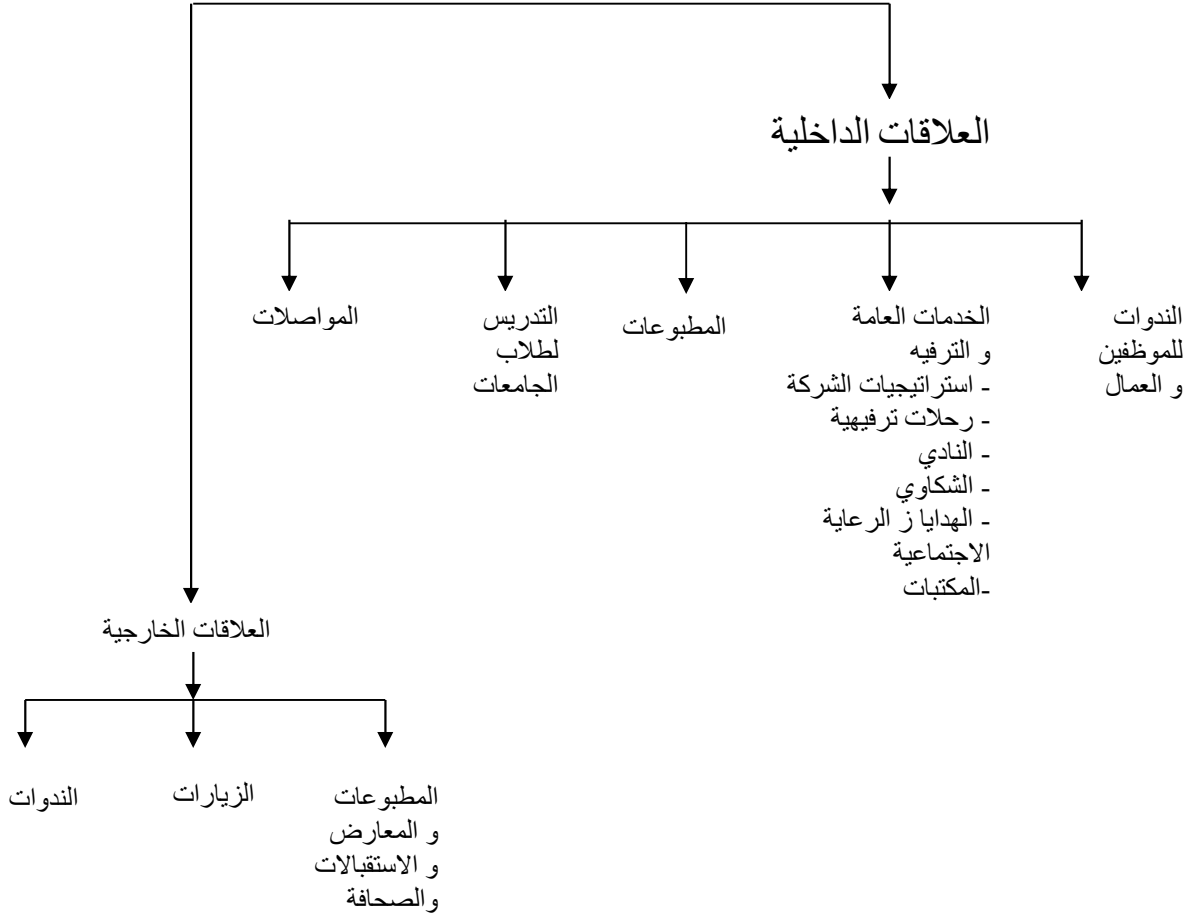 العلاقات الداخلية
الندوات
للموظفين
و العمال
الخدمات العامة
و الترفيه
- استراتيجيات الشركة
- رحلات ترفيهية
- النادي
- الشكاوي
- الهدايا ز الرعاية
الاجتماعية
-المكتبات
المطبوعات
التدريس
لطلاب
الجامعات
المواصلات
العلاقات الخارجية
المطبوعات
و المعارض
و الاستقبالات
والصحافة
الزيارات
الندوات